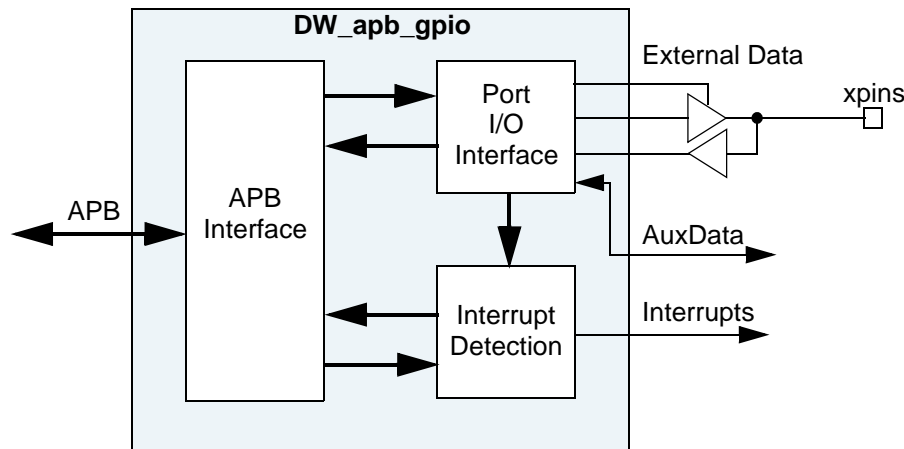 DW_apb_gpio
External Data
xpins
Port
I/O
Interface
APB
APB
Interface
AuxData
Interrupt
Detection
Interrupts